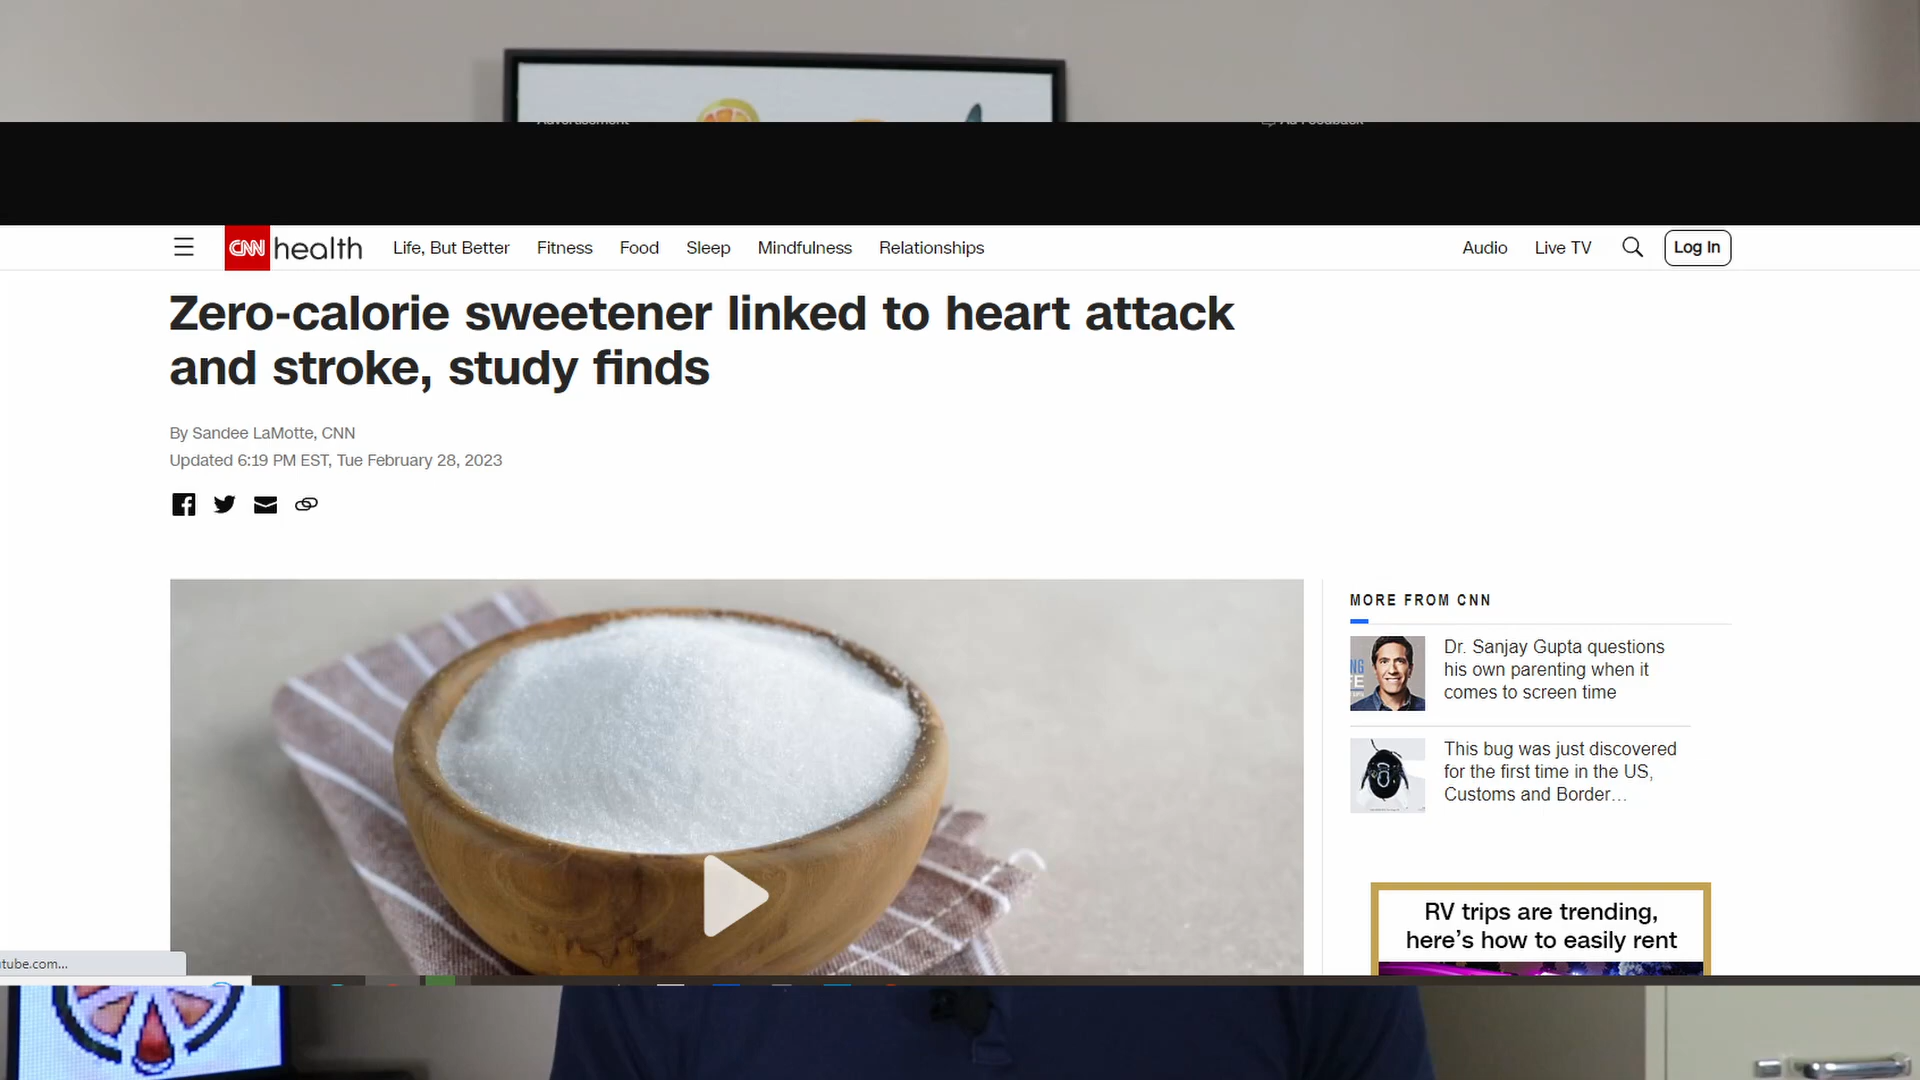 Advertisement
Ad Feedback
CNN health
Life, But Better
Fitness
Food
Sleep
Mindfulness
Relationships
Audio
Live TV
Log In
Zero-calorie sweetener linked to heart attack
and stroke, study finds
By Sandee LaMotte, CNN
Updated 6:19 PM EST, Tue February 28, 2023
MORE FROM CNN
Dr. Sanjay Gupta questions
his own parenting when it
comes to screen time
This bug was just discovered
for the first time in the US,
Customs and Border…
RV trips are trending,
here's how to easily rent
tube.com...